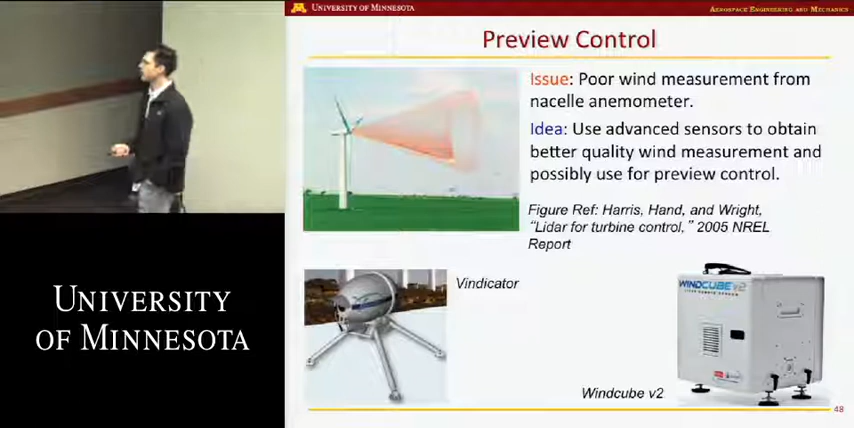 UNIVERSITY OF MINNESOTA
AEROSPACE ENGINEERING AND MECHANICS
Preview Control
Issue: Poor wind measurement from
nacelle anemometer.
Idea: Use advanced sensors to obtain
better quality wind measurement and
possibly use for preview control.
Figure Ref: Harris, Hand, and Wright,
“Lidar for turbine control,” 2005 NREL
Report
Vindicator
WINDCUBE v2
Windcube v2
48
UNIVERSITY
OF MINNESOTA